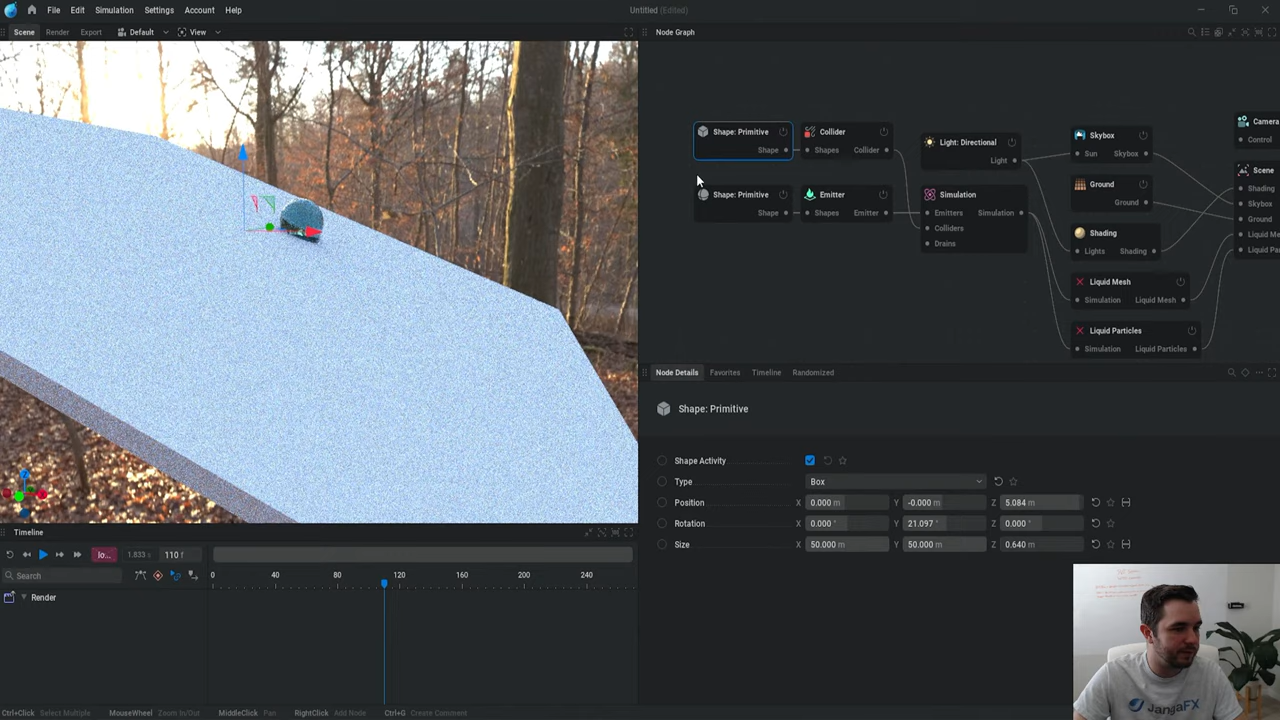 File Edit Simulation Settings Account Help
Untitled (Edited)
Scene Render Export Default View
Node Graph
Shape: Primitive
Shape
Collider
Shapes Collider
Shape: Primitive
Shape
Emitter
Shapes Emitter
Light: Directional
Light
Simulation
Emitters Simulation
Colliders
Drains
Skybox
Sun Skybox
Ground
Ground
Shading
Lights Shading
Liquid Mesh
Simulation Liquid Mesh
Liquid Particles
Simulation Liquid Particles
Camera
Control
Scene
Shading
Skybox
Ground
Liquid Me
Liquid Pa
Node Details Favorites Timeline Randomized
Shape: Primitive
Shape Activity
Type Box
Position X 0.000 m Y -0.000 m Z 5.084 m
Rotation X 0.000 ° Y 21.097 ° Z 0.000 °
Size X 50.000 m Y 50.000 m Z 0.640 m
Timeline
lo... 1.833 s 110 f
Search
0 40 80 120 160 200 240
Render
Ctrl+Click Select Multiple MouseWheel Zoom In/Out MiddleClick Pan RightClick Add Node Ctrl+G Create Comment
JangaFX